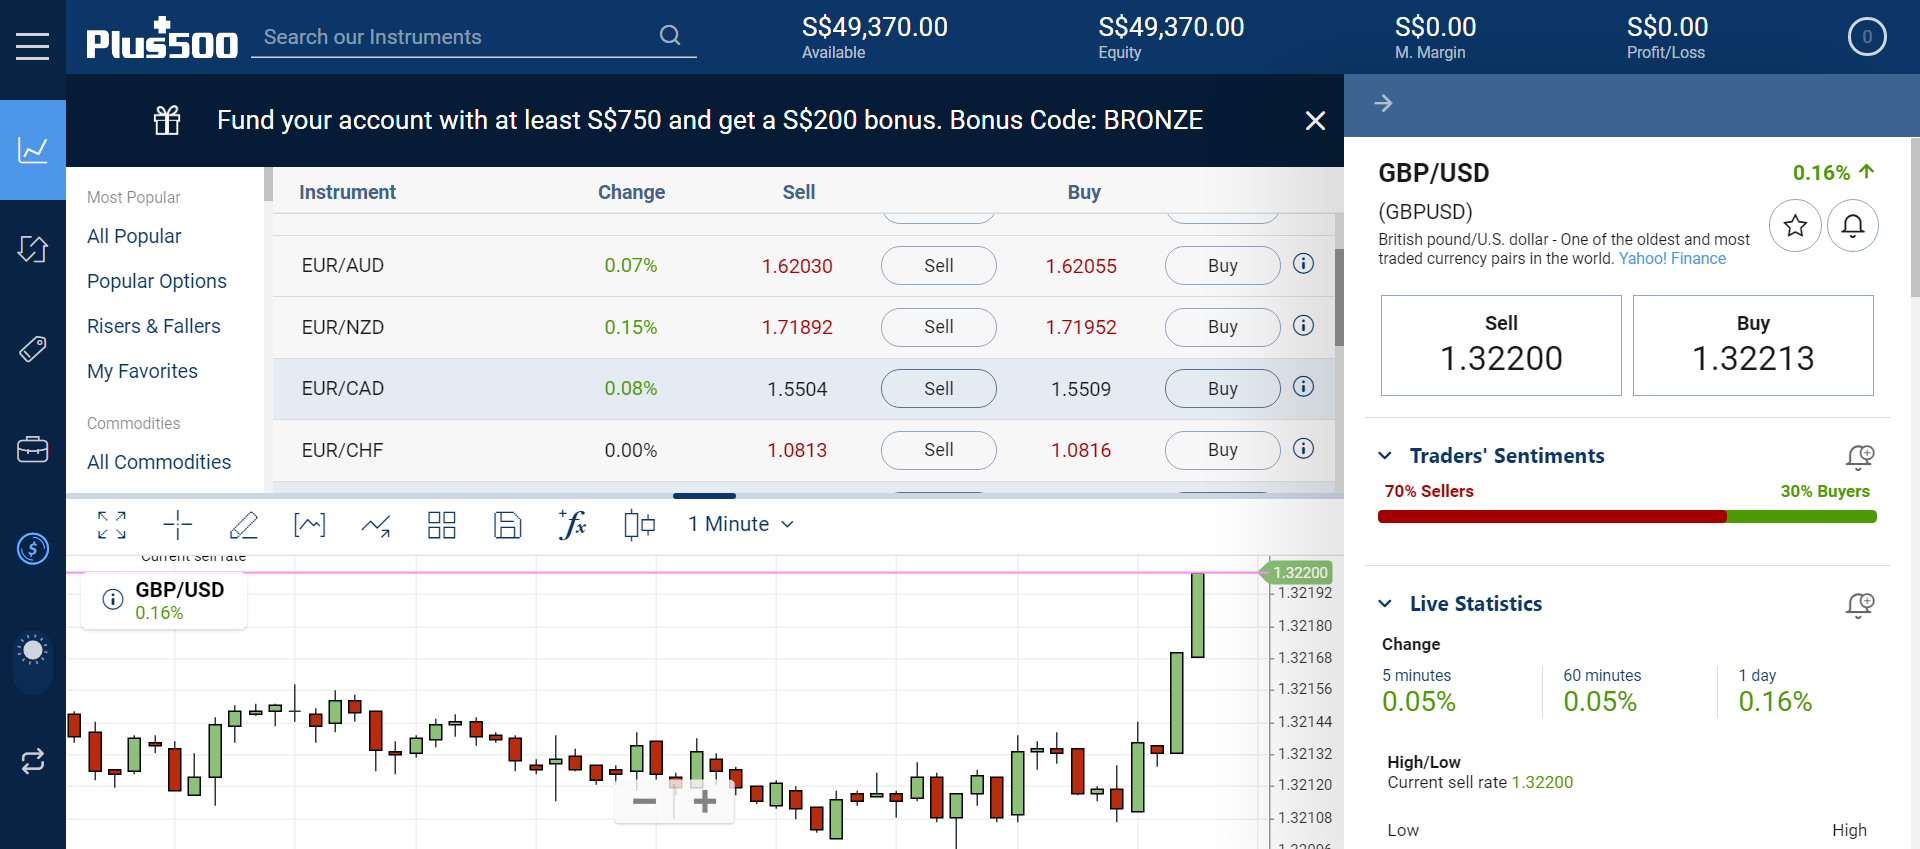 Plus500
Search our Instruments
S$49,370.00
Available
S$49,370.00
Equity
S$0.00
M. Margin
S$0.00
Profit/Loss
0
Fund your account with at least S$750 and get a S$200 bonus. Bonus Code: BRONZE
Most Popular
All Popular
Popular Options
Risers & Fallers
My Favorites
Commodities
All Commodities
Instrument Change Sell Buy
EUR/AUD 0.07% 1.62030 Sell 1.62055 Buy
EUR/NZD 0.15% 1.71892 Sell 1.71952 Buy
EUR/CAD 0.08% 1.5504 Sell 1.5509 Buy
EUR/CHF 0.00% 1.0813 Sell 1.0816 Buy
1 Minute
Current sell rate
GBP/USD
0.16%
1.32200
1.32192
1.32180
1.32168
1.32156
1.32144
1.32132
1.32120
1.32108
1.32096
GBP/USD
0.16%
(GBPUSD)
British pound/U.S. dollar - One of the oldest and most
traded currency pairs in the world. Yahoo! Finance
Sell
1.32200
Buy
1.32213
Traders' Sentiments
70% Sellers 30% Buyers
Live Statistics
Change
5 minutes
0.05%
60 minutes
0.05%
1 day
0.16%
High/Low
Current sell rate 1.32200
Low High